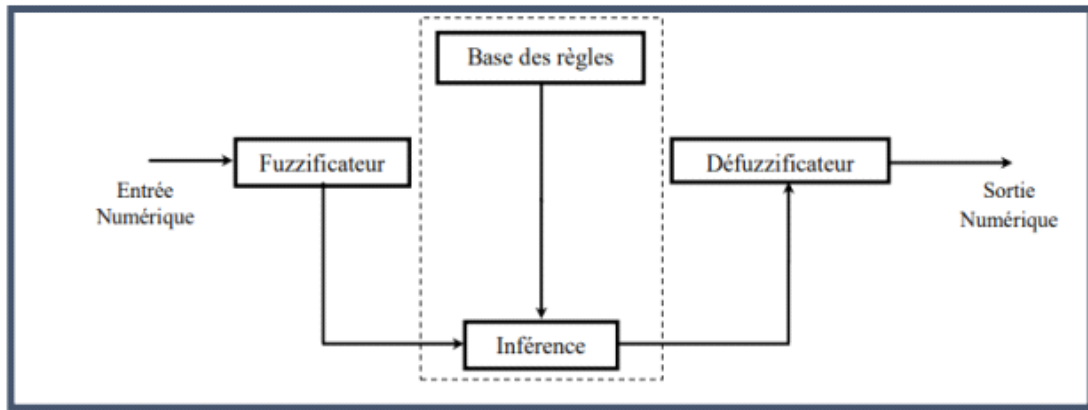 Base des règles
Fuzzificateur
Défuzzificateur
Entrée
Numérique
Sortie
Numérique
Inférence